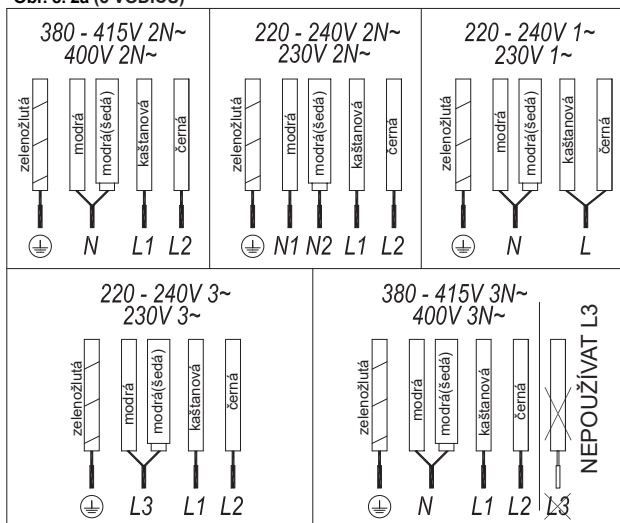 Obr. č. 2a (5 VODIČŮ)
380 - 415V 2N~
400V 2N~
zelenožlutá
modrá
modrá(šedá)
kaštanová
černá
N L1 L2
220 - 240V 2N~
230V 2N~
zelenožlutá
modrá
modrá(šedá)
kaštanová
černá
N1 N2 L1 L2
220 - 240V 1~
230V 1~
zelenožlutá
modrá
modrá(šedá)
kaštanová
černá
N L
220 - 240V 3~
230V 3~
zelenožlutá
modrá
modrá(šedá)
kaštanová
černá
L3 L1 L2
380 - 415V 3N~
400V 3N~
zelenožlutá
modrá
modrá(šedá)
kaštanová
černá
N L1 L2 L3
NEPOUŽÍVAT L3